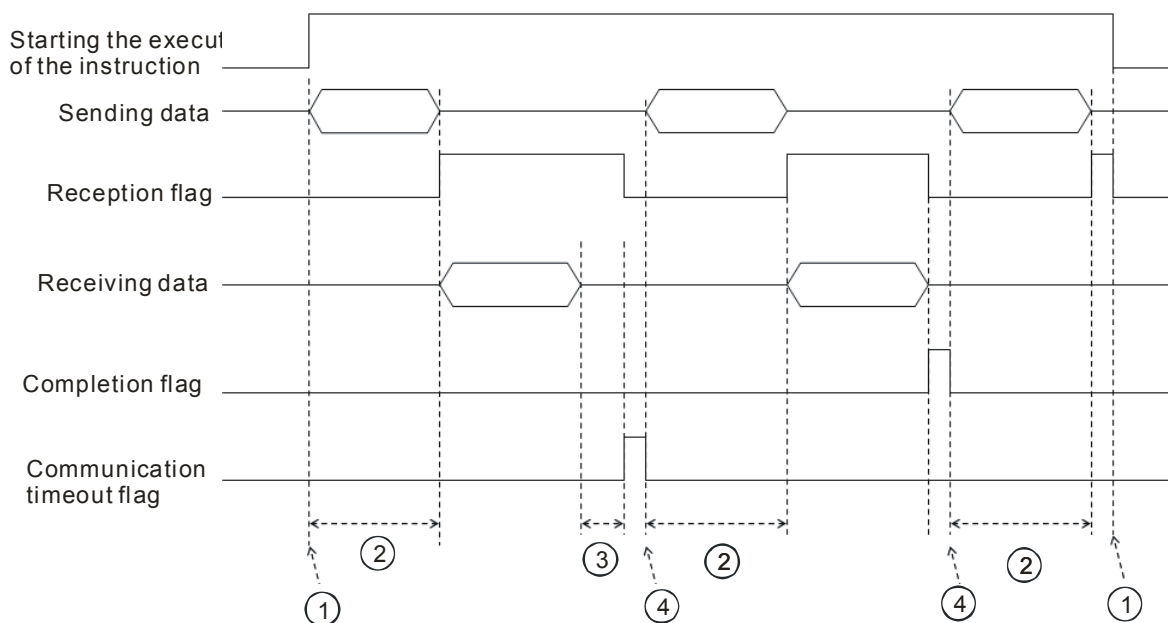 Starting the execut
of the instruction
Sending data
Reception flag
Receiving data
Completion flag
Communication
timeout flag
2 3 2 2
1 4 4 1